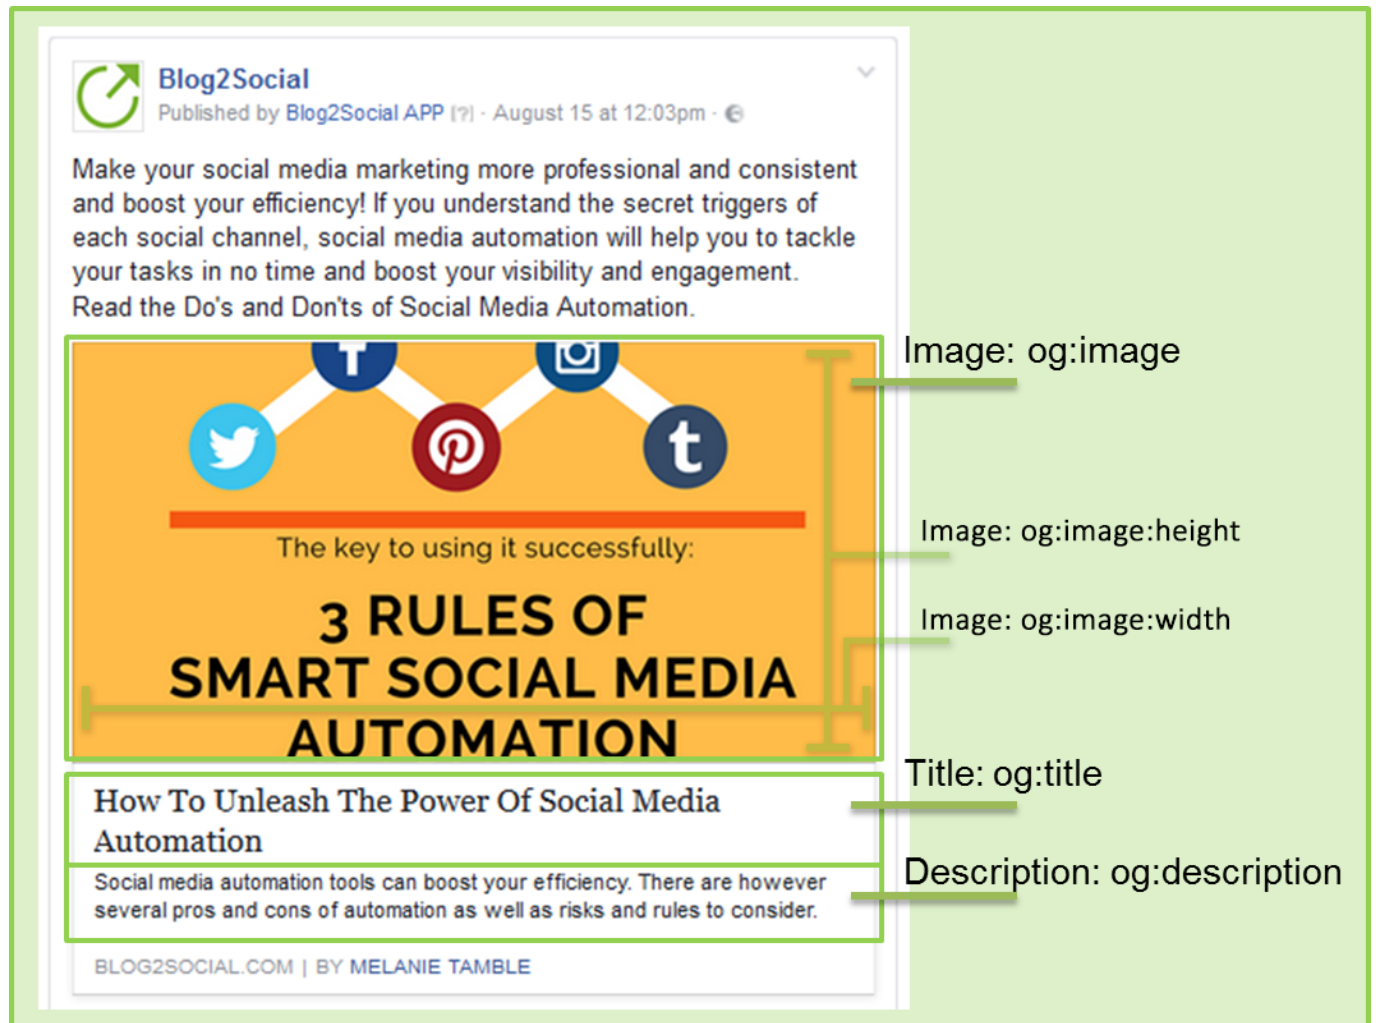 Blog2Social
Published by Blog2Social APP [?] · August 15 at 12:03pm ·
Make your social media marketing more professional and consistent
and boost your efficiency! If you understand the secret triggers of
each social channel, social media automation will help you to tackle
your tasks in no time and boost your visibility and engagement.
Read the Do's and Don'ts of Social Media Automation.
Image: og:image
The key to using it successfully:
Image: og:image:height
3 RULES OF
Image: og:image:width
SMART SOCIAL MEDIA
AUTOMATION
Title: og:title
How To Unleash The Power Of Social Media
Automation
Description: og:description
Social media automation tools can boost your efficiency. There are however
several pros and cons of automation as well as risks and rules to consider.
BLOG2SOCIAL.COM | BY MELANIE TAMBLE